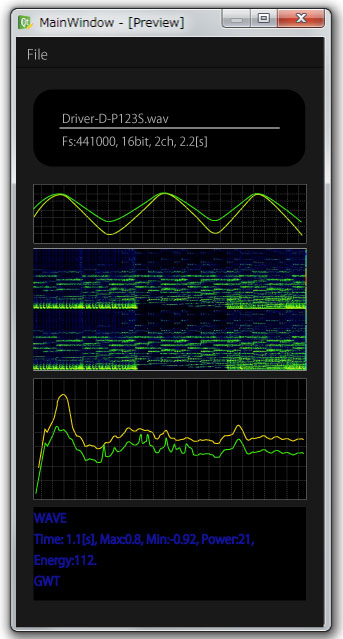 MainWindow - [Preview]
File
Driver-D-P123S.wav
Fs:441000, 16bit, 2ch, 2.2[s]
WAVE
Time: 1.1[s], Max:0.8, Min:-0.92, Power:21,
Energy:112.
GWT